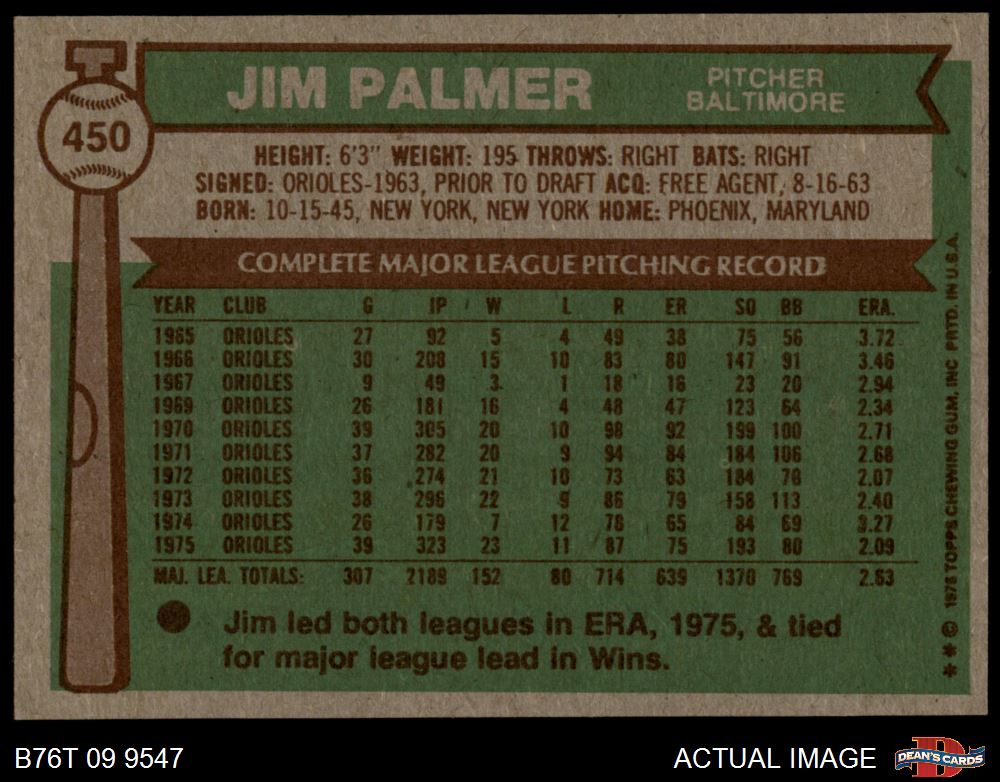 T
450
JIM PALMER
PITCHER
BALTIMORE
HEIGHT: 6'3" WEIGHT: 195 THROWS: RIGHT BATS: RIGHT
SIGNED: ORIOLES-1963, PRIOR TO DRAFT ACQ: FREE AGENT, 8-16-63
BORN: 10-15-45, NEW YORK, NEW YORK HOME: PHOENIX, MARYLAND
COMPLETE MAJOR LEAGUE PITCHING RECORD
YEAR CLUB G IP W L R ER SO BB ERA.
1965 ORIOLES 27 92 5 4 49 38 75 56 3.72
1966 ORIOLES 30 208 15 10 83 80 147 91 3.46
1967 ORIOLES 9 49 3 1 18 16 23 20 2.94
1969 ORIOLES 26 181 16 4 48 47 123 64 2.34
1970 ORIOLES 39 305 20 10 98 92 199 100 2.71
1971 ORIOLES 37 282 20 9 94 84 184 106 2.68
1972 ORIOLES 36 274 21 10 73 63 184 70 2.07
1973 ORIOLES 38 296 22 9 86 79 158 113 2.40
1974 ORIOLES 26 179 7 12 78 65 84 69 3.27
1975 ORIOLES 39 323 23 11 87 75 193 80 2.09
MAJ. LEA. TOTALS: 307 2189 152 80 714 639 1370 769 2.63
Jim led both leagues in ERA, 1975, & tied
for major league lead in Wins.
* * © 1976 TOPPS CHEWING GUM, INC PRTD. IN U.S.A.
B76T 09 9547
ACTUAL IMAGE
D
DEAN'S CARDS